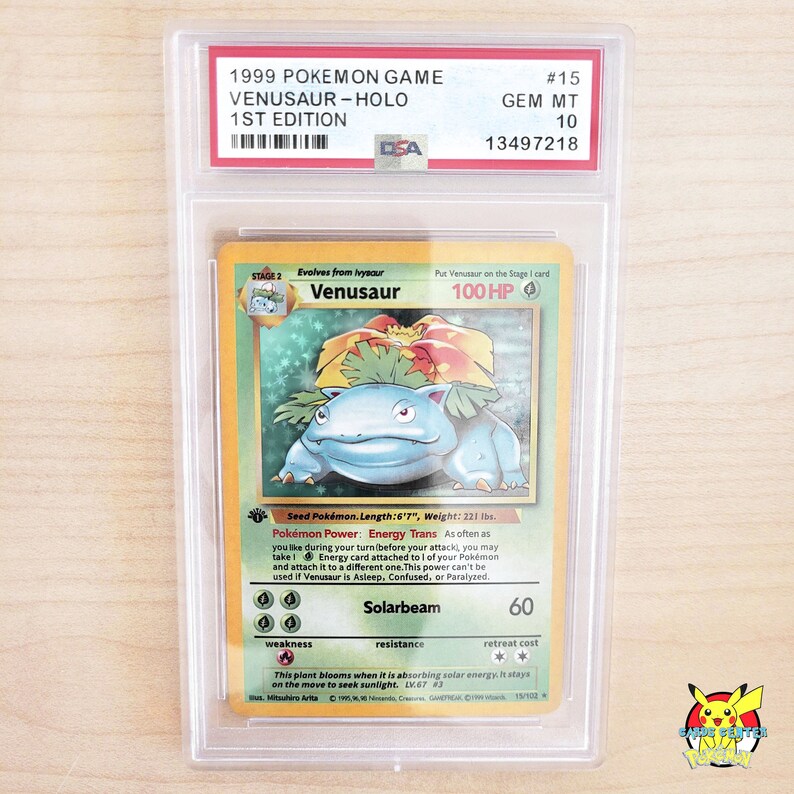 1999 POKEMON GAME #15
VENUSAUR-HOLO GEM MT
1ST EDITION 10
DSA 13497218
STAGE 2 Evolves from Ivysaur Put Venusaur on the Stage 1 card
Venusaur 100 HP
EDITION 1
Seed Pokémon. Length: 6'7", Weight: 221 lbs.
Pokémon Power: Energy Trans As often as
you like during your turn (before your attack), you may
take 1 Energy card attached to 1 of your Pokémon
and attach it to a different one. This power can't be
used if Venusaur is Asleep, Confused, or Paralyzed.
Solarbeam 60
weakness resistance retreat cost
This plant blooms when it is absorbing solar energy. It stays
on the move to seek sunlight. LV.67 #3
Illus. Mitsuhiro Arita © 1995, 96, 98 Nintendo, Creatures, GAMEFREAK. © 1999 Wizards. 15/102
CARDS CENTER
POKEMON